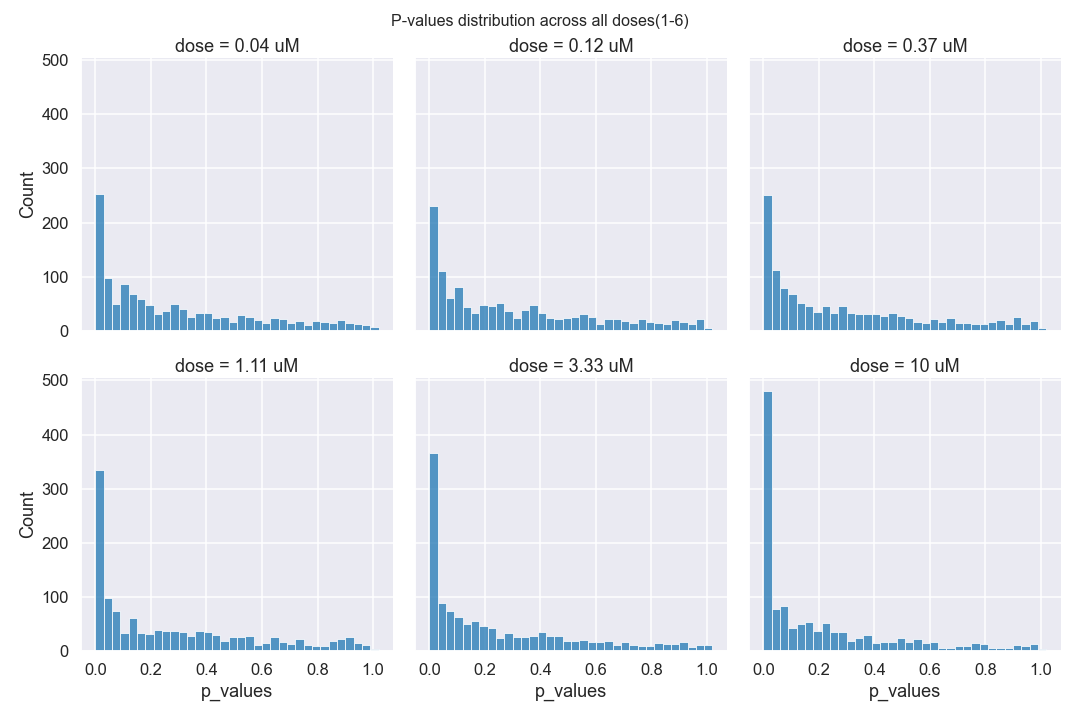 P-values distribution across all doses(1-6)
dose = 0.04 uM
dose = 0.12 uM
dose = 0.37 uM
500
400
300
200
100
0
Count
dose = 1.11 uM
dose = 3.33 uM
dose = 10 uM
500
400
300
200
100
0
Count
0.0 0.2 0.4 0.6 0.8 1.0
0.0 0.2 0.4 0.6 0.8 1.0
0.0 0.2 0.4 0.6 0.8 1.0
p_values
p_values
p_values